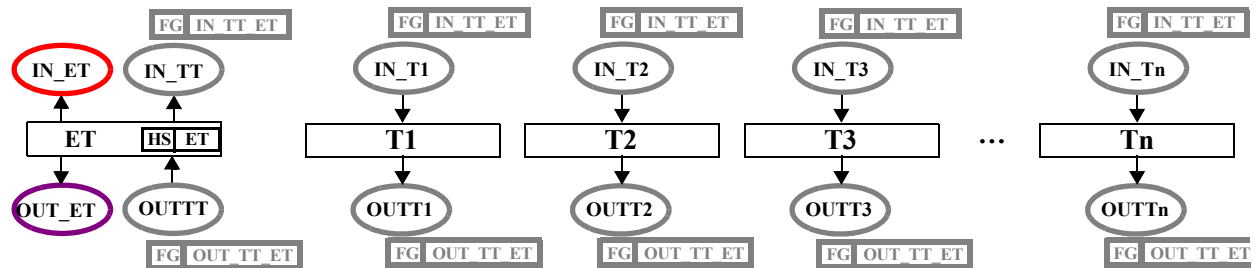 FG IN_TT_ET FG IN_TT_ET FG IN_TT_ET FG IN_TT_ET FG IN_TT_ET
IN_ET IN_TT IN_T1 IN_T2 IN_T3 IN_Tn
ET HS ET T1 T2 T3 ... Tn
OUT_ET OUTTT OUTT1 OUTT2 OUTT3 OUTTn
FG OUT_TT_ET FG OUT_TT_ET FG OUT_TT_ET FG OUT_TT_ET FG OUT_TT_ET